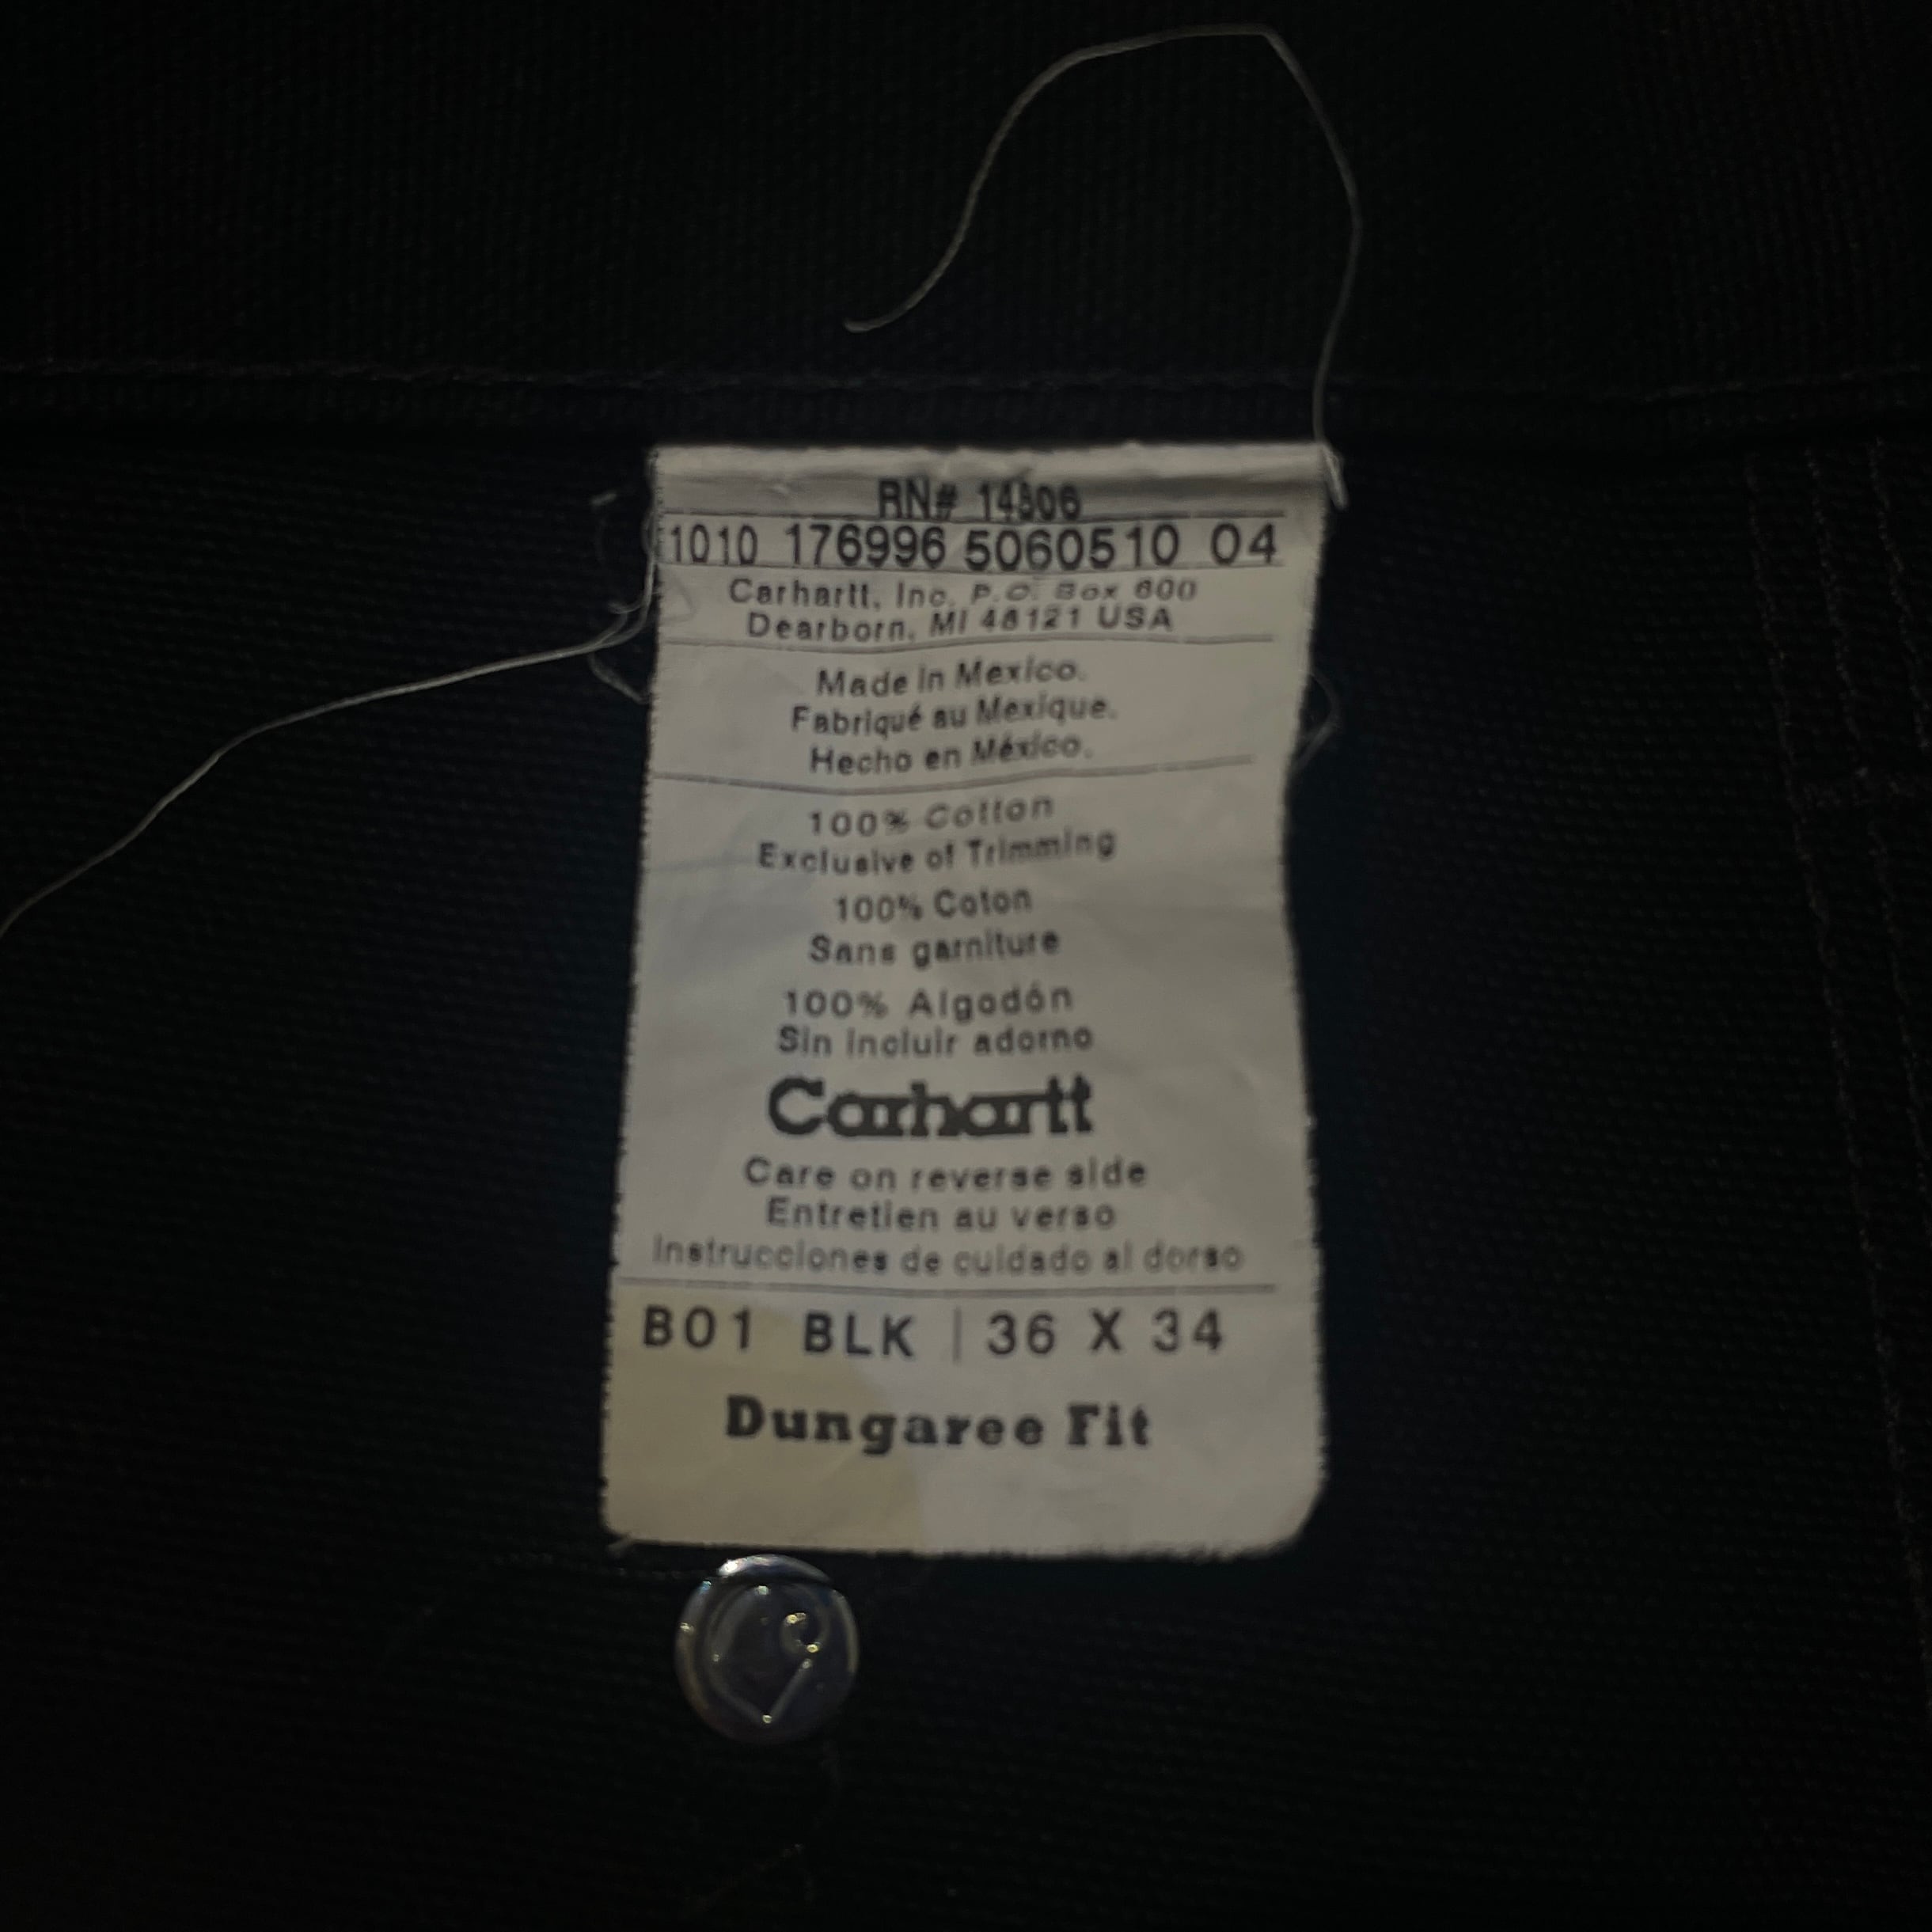 RN# 14806
1010 176996 5060510 04
Carhartt, Inc. P.O. Box 600
Dearborn, MI 48121 USA
Made in Mexico.
Fabriqué au Mexique.
Hecho en México.
100% Cotton
Exclusive of Trimming
100% Coton
Sans garniture
100% Algodón
Sin incluir adorno
Carhartt
Care on reverse side
Entretien au verso
Instrucciones de cuidado al dorso
B01 BLK | 36 X 34
Dungaree Fit